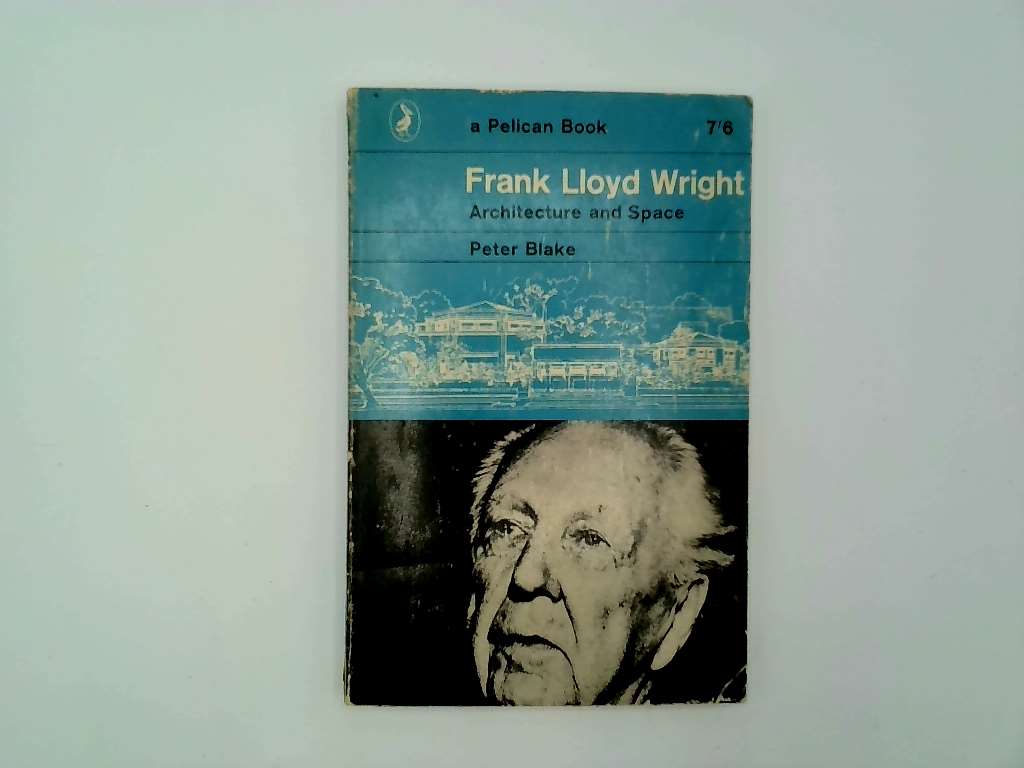 a Pelican Book 7'6
Frank Lloyd Wright
Architecture and Space
Peter Blake